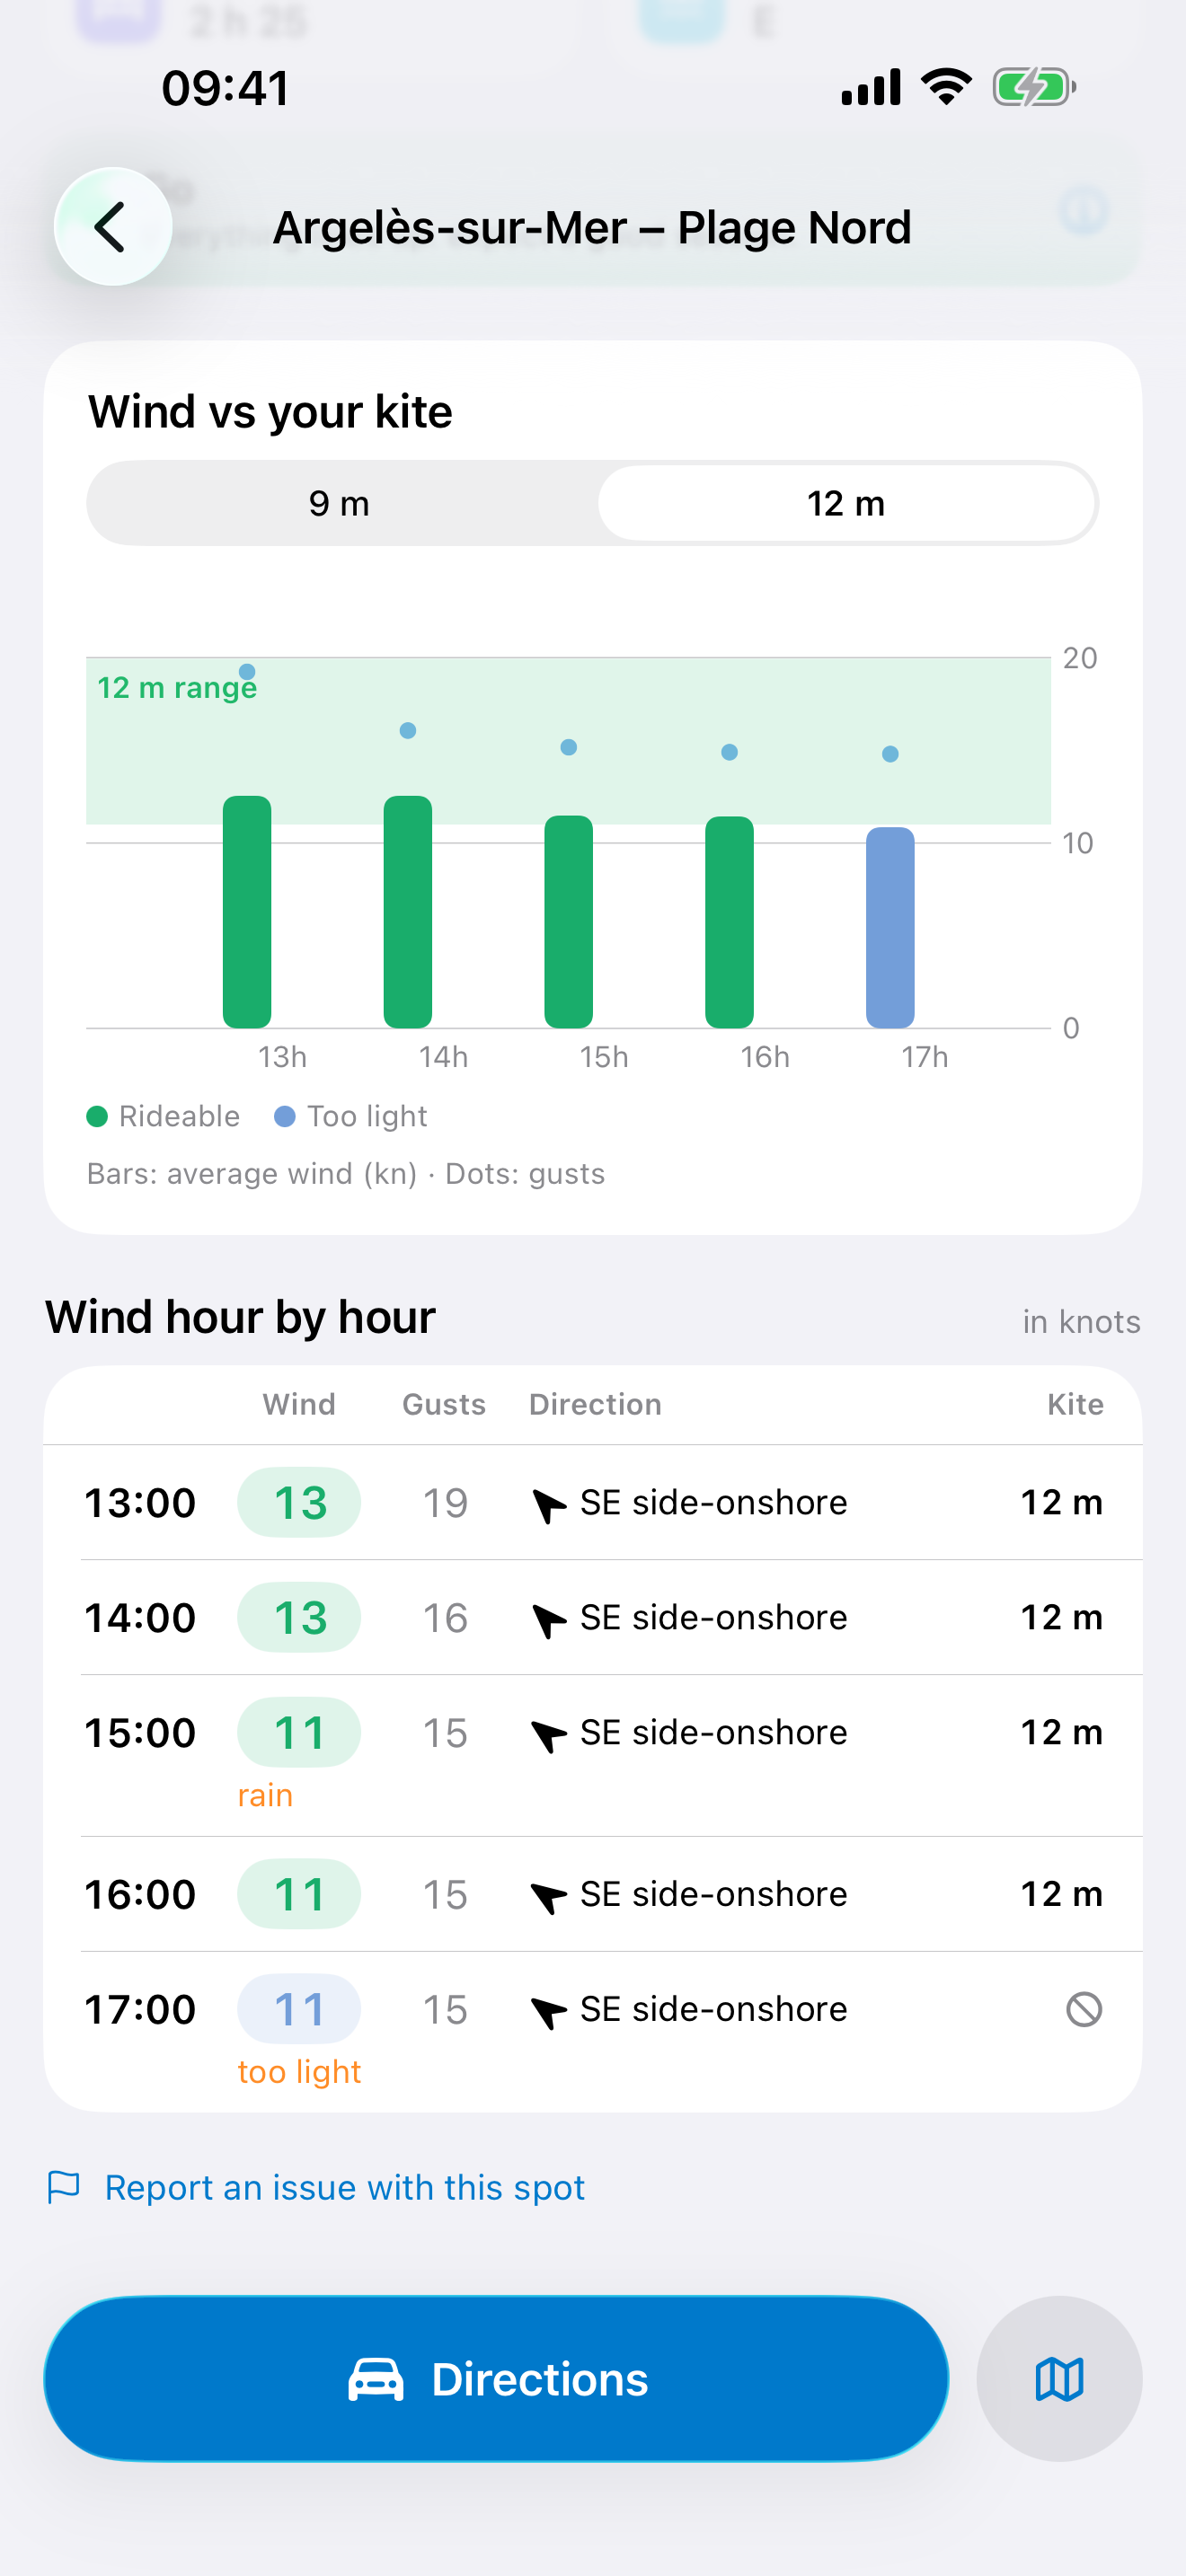 2 h 25
E
09:41
Argelès-sur-Mer – Plage Nord
Wind vs your kite
9 m
12 m
20
12 m range
10
0
13h 14h 15h 16h 17h
Rideable Too light
Bars: average wind (kn) · Dots: gusts
Wind hour by hour in knots
Wind Gusts Direction Kite
13:00 13 19 SE side-onshore 12 m
14:00 13 16 SE side-onshore 12 m
15:00 11 15 SE side-onshore 12 m
rain
16:00 11 15 SE side-onshore 12 m
17:00 11 15 SE side-onshore
too light
Report an issue with this spot
Directions